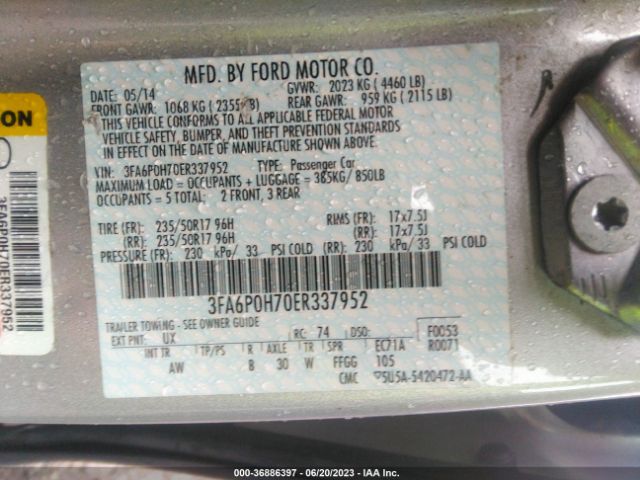 MFD. BY FORD MOTOR CO.
DATE: 05/14 GVWR: 2023 KG ( 4460 LB)
FRONT GAWR: 1068 KG ( 2355 LB) REAR GAWR: 959 KG ( 2115 LB)
THIS VEHICLE CONFORMS TO ALL APPLICABLE FEDERAL MOTOR
VEHICLE SAFETY, BUMPER, AND THEFT PREVENTION STANDARDS
IN EFFECT ON THE DATE OF MANUFACTURE SHOWN ABOVE.
VIN: 3FA6P0H70ER337952 TYPE: Passenger Car
MAXIMUM LOAD = OCCUPANTS + LUGGAGE = 385KG/ 850LB
OCCUPANTS = 5 TOTAL: 2 FRONT, 3 REAR
TIRE (FR): 235/50R17 96H RIMS (FR): 17x7.5J
(RR): 235/50R17 96H (RR): 17x7.5J
PRESSURE (FR): 230 kPa/ 33 PSI COLD (RR): 230 kPa/ 33 PSI COLD
3FA6P0H70ER337952
TRAILER TOWING - SEE OWNER GUIDE
EXT PNT: UX RC: 74 DSO: F0053
INT TR TP/PS R AXLE TR SPR EC71A R0071
AW B 30 W FFGG 105
CMC 5U5A-5420472-AA
ON
3FA6P0H70ER337952
000-36886397 - 06/20/2023 - IAA Inc.